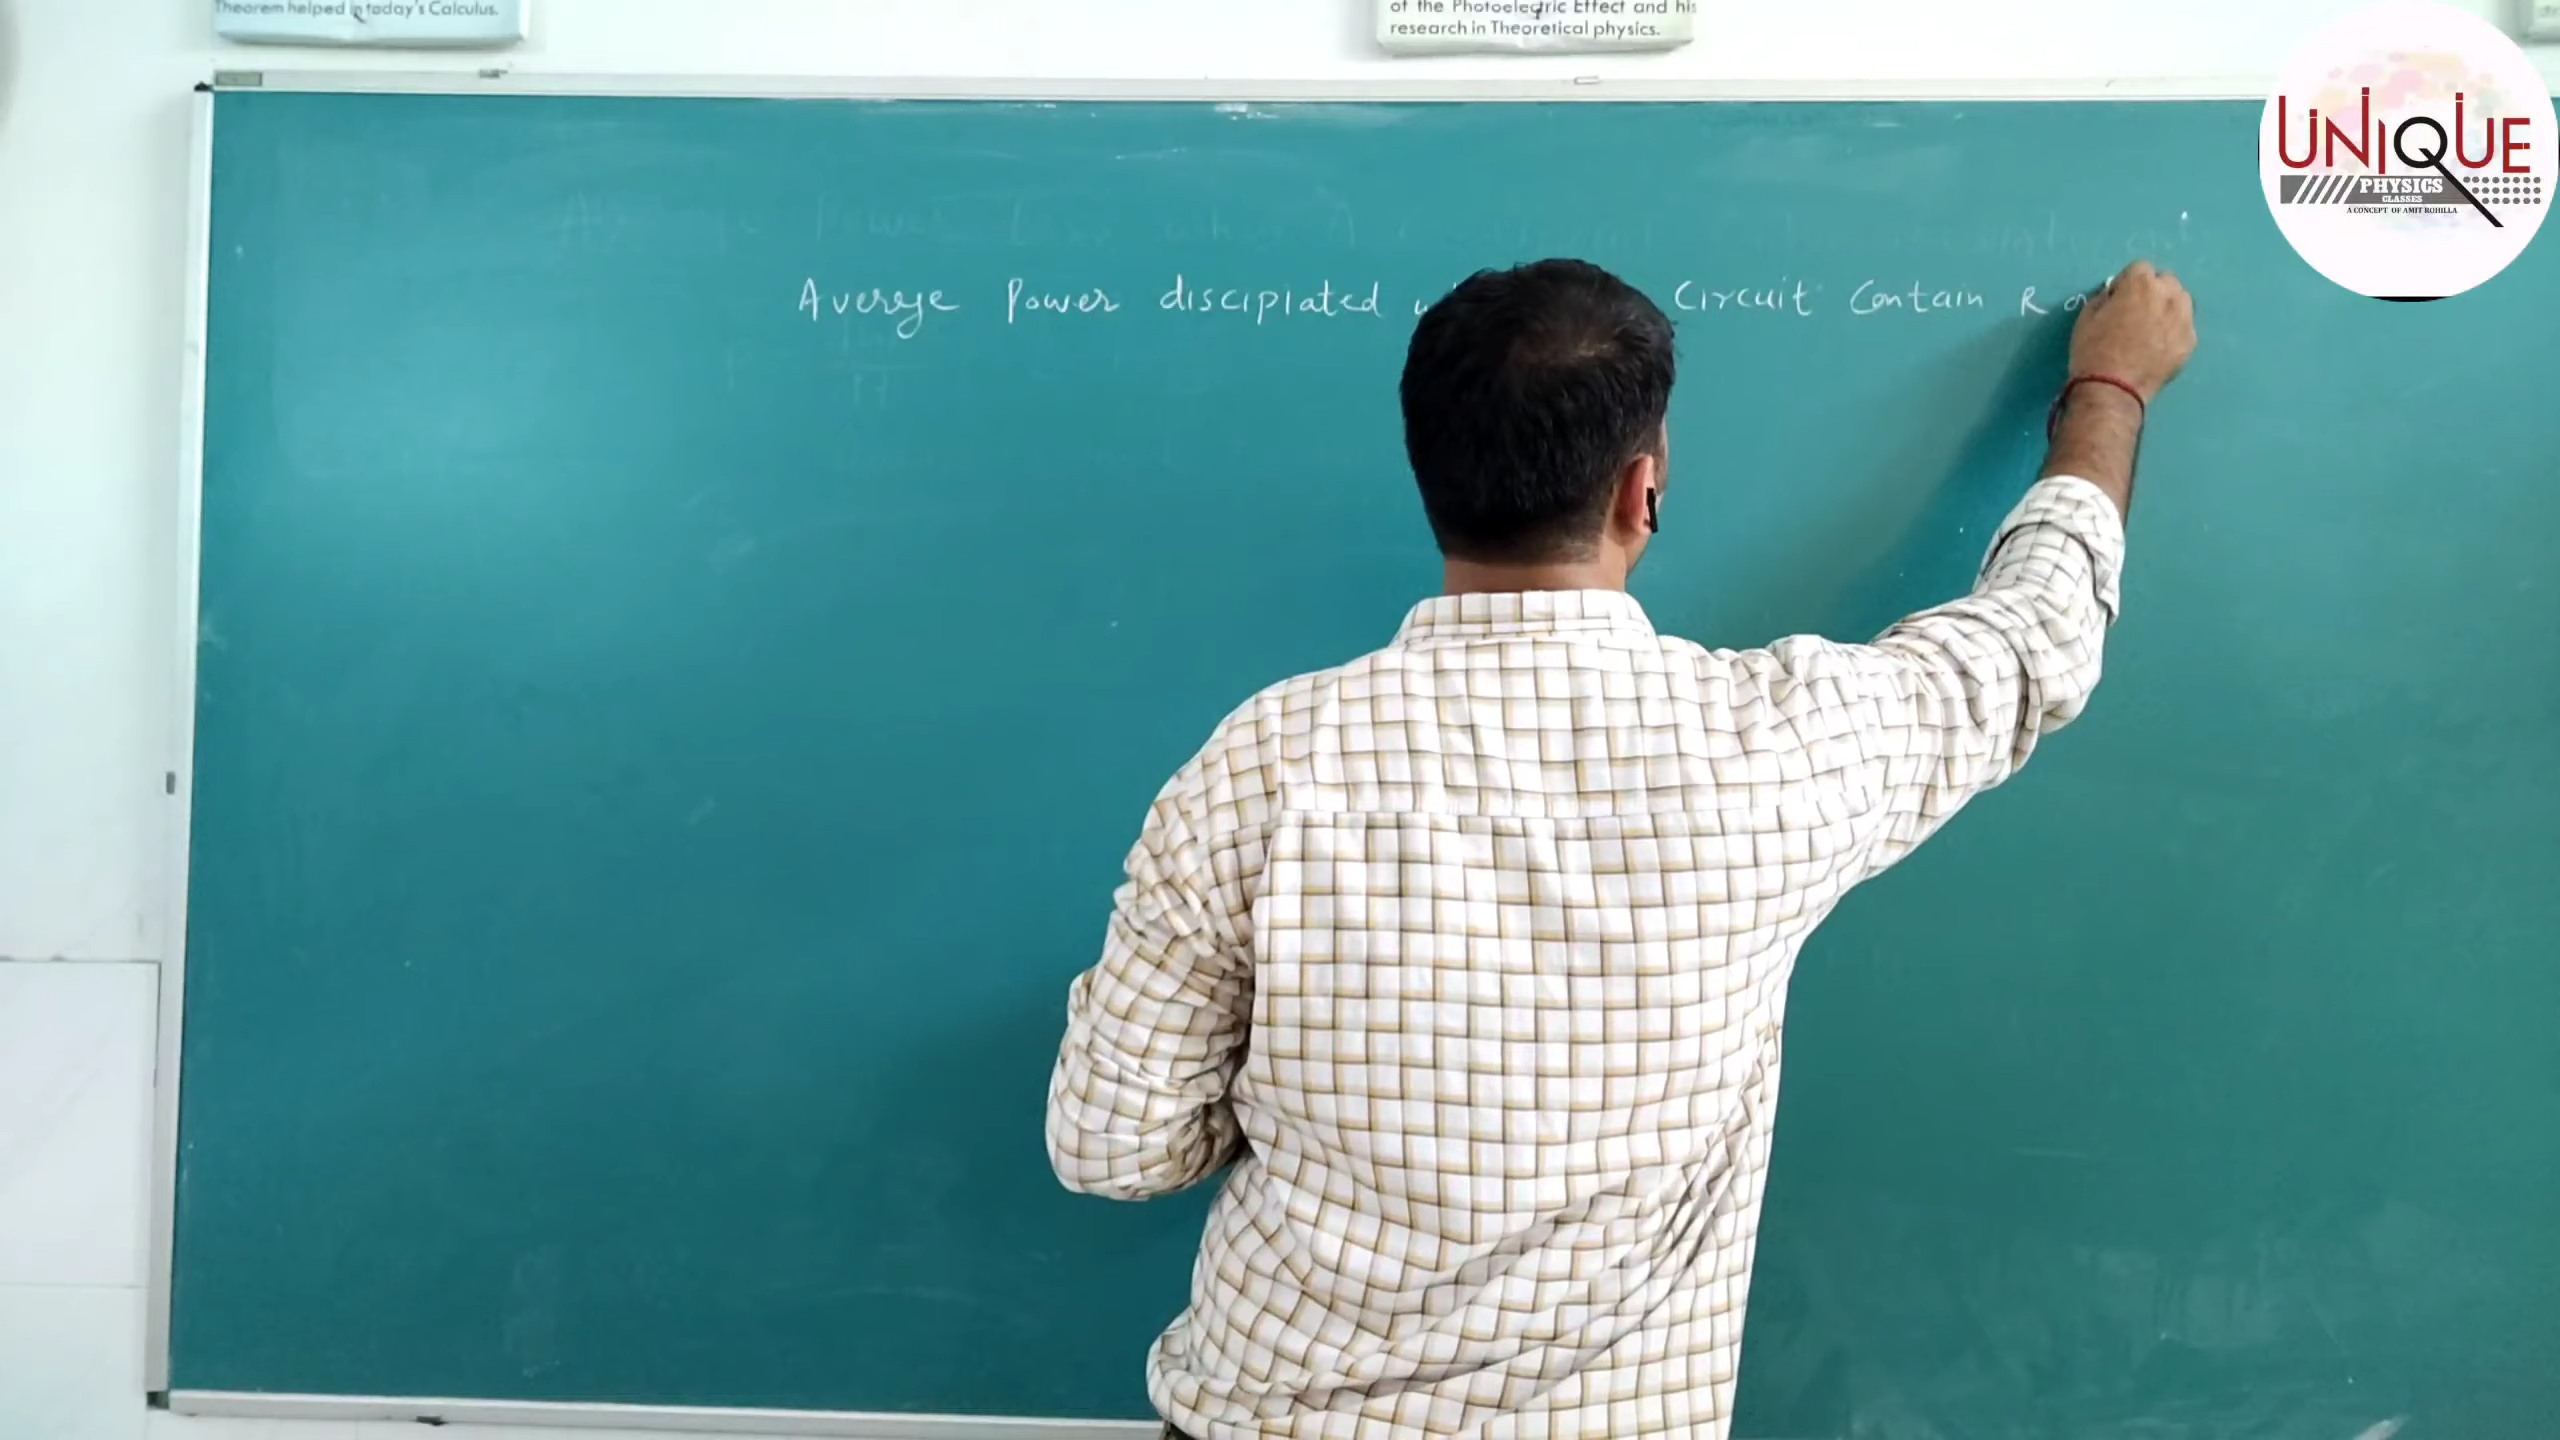 Theorem helped in today's Calculus.
of the Photoelectric Effect and his
research in Theoretical physics.
UNIQUE
PHYSICS
CLASSES
A CONCEPT OF AMIT ROHILLA
Average Power discipiated Circuit Contain R